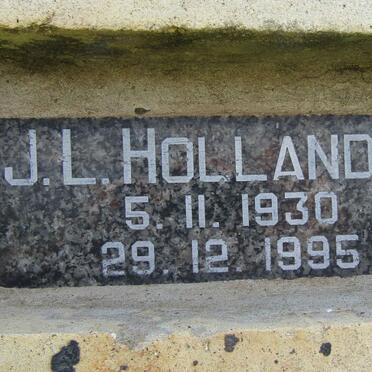 J. L. HOLLAND
5. 11. 1930
29. 12. 1995